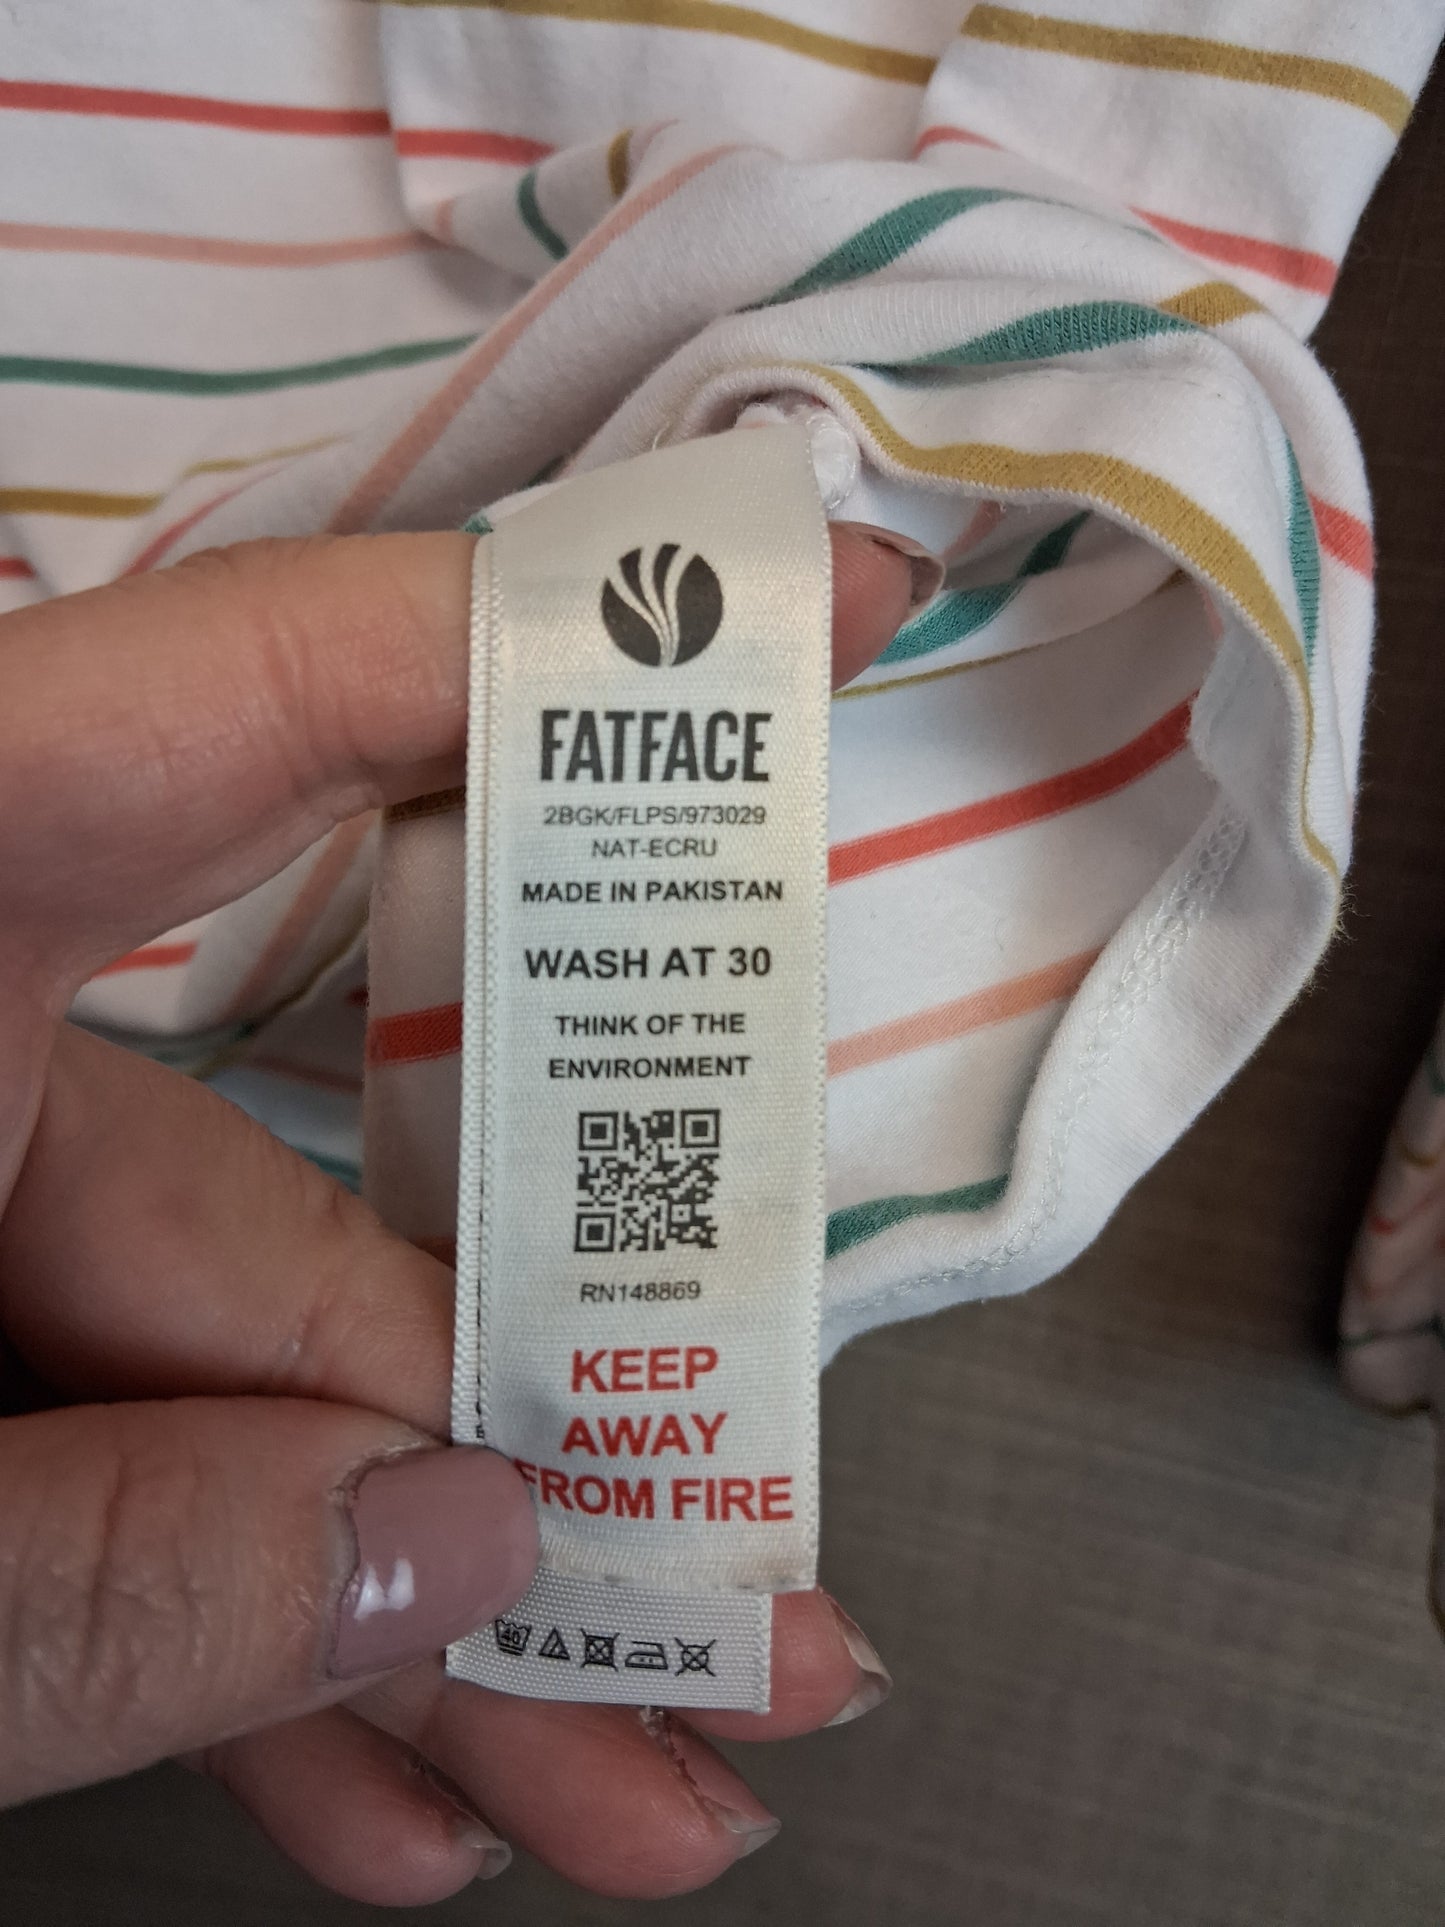 FATFACE
2BGK/FLPS/973029
NAT-ECRU
MADE IN PAKISTAN
WASH AT 30
THINK OF THE
ENVIRONMENT
RN148869
KEEP
AWAY
FROM FIRE
40